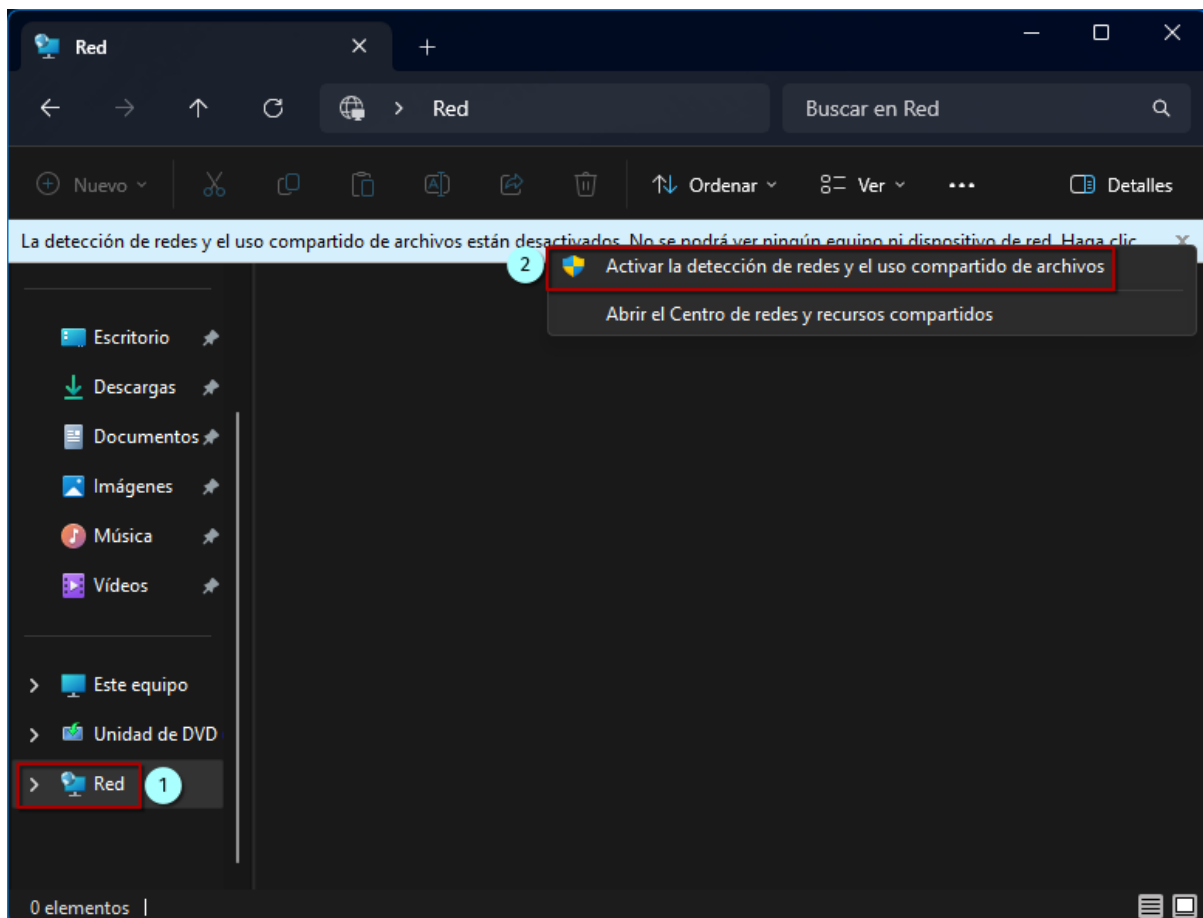 Red
Red
Buscar en Red
Nuevo
Ordenar
Ver
Detalles
La detección de redes y el uso compartido de archivos están desactivados. No se podrá ver ningún equipo ni dispositivo de red. Haga clic
2
Activar la detección de redes y el uso compartido de archivos
Abrir el Centro de redes y recursos compartidos
Escritorio
Descargas
Documentos
Imágenes
Música
Vídeos
Este equipo
Unidad de DVD
Red
1
0 elementos